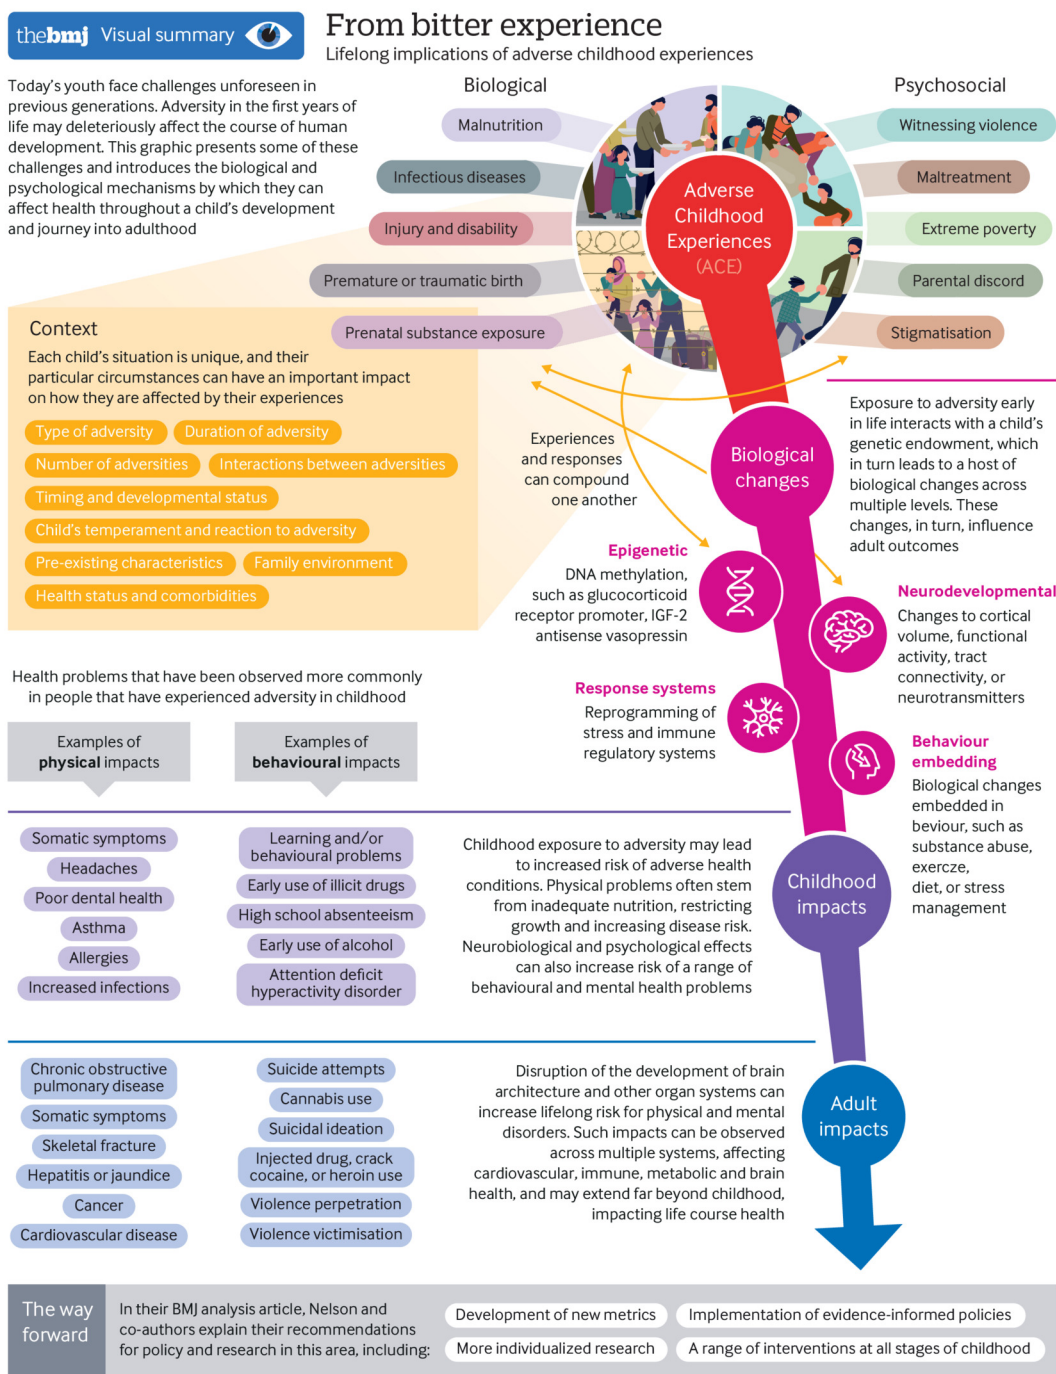 thebmj Visual summary
From bitter experience
Lifelong implications of adverse childhood experiences
Today's youth face challenges unforeseen in
previous generations. Adversity in the first years of
life may deleteriously affect the course of human
development. This graphic presents some of these
challenges and introduces the biological and
psychological mechanisms by which they can
affect health throughout a child's development
and journey into adulthood
Biological
Malnutrition
Infectious diseases
Injury and disability
Premature or traumatic birth
Prenatal substance exposure
Adverse
Childhood
Experiences
(ACE)
Psychosocial
Witnessing violence
Maltreatment
Extreme poverty
Parental discord
Stigmatisation
Context
Each child's situation is unique, and their
particular circumstances can have an important impact
on how they are affected by their experiences
Type of adversity
Duration of adversity
Number of adversities
Interactions between adversities
Timing and developmental status
Child's temperament and reaction to adversity
Pre-existing characteristics
Family environment
Health status and comorbidities
Experiences
and responses
can compound
one another
Biological
changes
Exposure to adversity early
in life interacts with a child's
genetic endowment, which
in turn leads to a host of
biological changes across
multiple levels. These
changes, in turn, influence
adult outcomes
Epigenetic
DNA methylation,
such as glucocorticoid
receptor promoter, IGF-2
antisense vasopressin
Neurodevelopmental
Changes to cortical
volume, functional
activity, tract
connectivity, or
neurotransmitters
Response systems
Reprogramming of
stress and immune
regulatory systems
Behaviour
embedding
Biological changes
embedded in
beviour, such as
substance abuse,
exercze,
diet, or stress
management
Health problems that have been observed more commonly
in people that have experienced adversity in childhood
Examples of
physical impacts
Examples of
behavioural impacts
Somatic symptoms
Headaches
Poor dental health
Asthma
Allergies
Increased infections
Learning and/or
behavioural problems
Early use of illicit drugs
High school absenteeism
Early use of alcohol
Attention deficit
hyperactivity disorder
Childhood exposure to adversity may lead
to increased risk of adverse health
conditions. Physical problems often stem
from inadequate nutrition, restricting
growth and increasing disease risk.
Neurobiological and psychological effects
can also increase risk of a range of
behavioural and mental health problems
Childhood
impacts
Chronic obstructive
pulmonary disease
Somatic symptoms
Skeletal fracture
Hepatitis or jaundice
Cancer
Cardiovascular disease
Suicide attempts
Cannabis use
Suicidal ideation
Injected drug, crack
cocaine, or heroin use
Violence perpetration
Violence victimisation
Disruption of the development of brain
architecture and other organ systems can
increase lifelong risk for physical and mental
disorders. Such impacts can be observed
across multiple systems, affecting
cardiovascular, immune, metabolic and brain
health, and may extend far beyond childhood,
impacting life course health
Adult
impacts
The way
forward
In their BMJ analysis article, Nelson and
co-authors explain their recommendations
for policy and research in this area, including:
Development of new metrics
Implementation of evidence-informed policies
More individualized research
A range of interventions at all stages of childhood